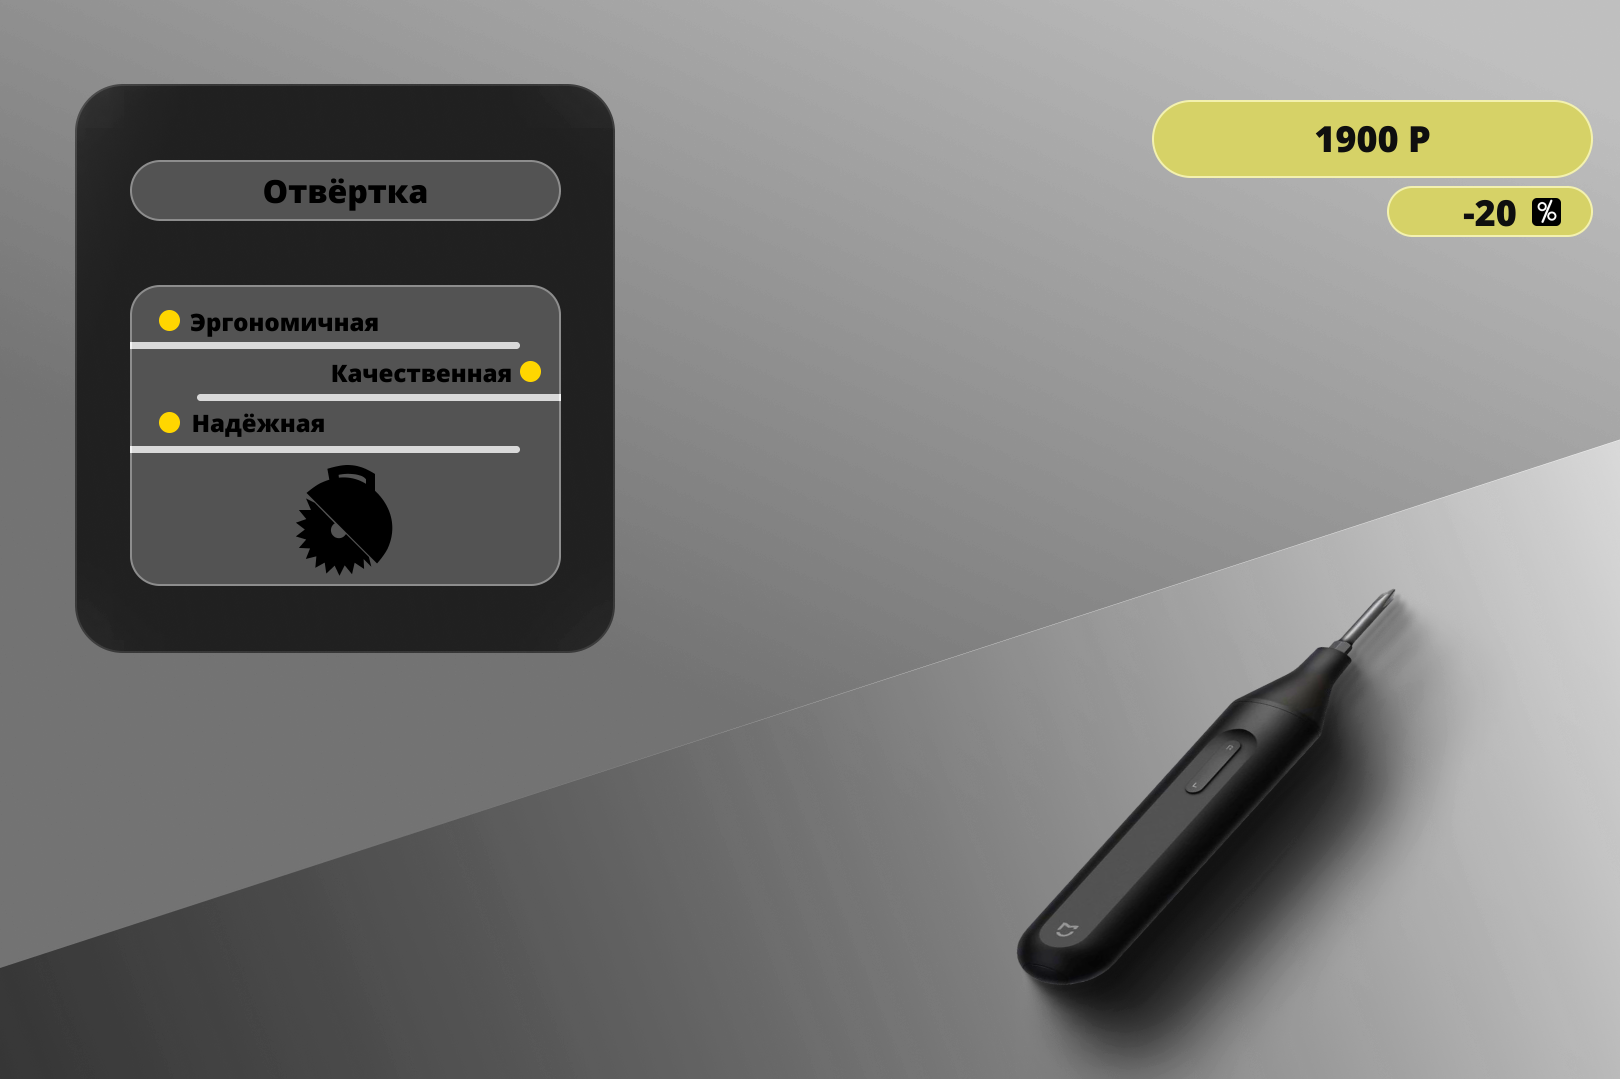 Отвёртка
1900 Р
-20 %
Эргономичная
Качественная
Надёжная
R
L